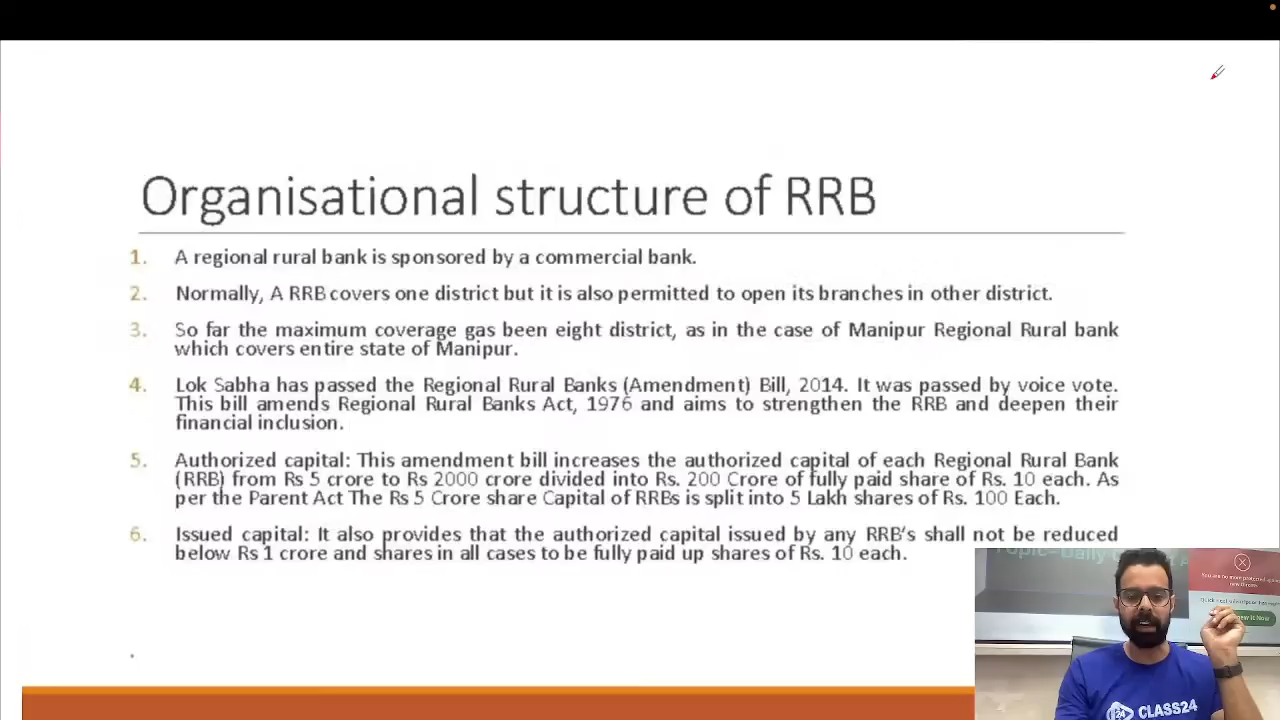 Organisational structure of RRB
1. A regional rural bank is sponsored by a commercial bank.
2. Normally, A RRB covers one district but it is also permitted to open its branches in other district.
3. So far the maximum coverage gas been eight district, as in the case of Manipur Regional Rural bank
which covers entire state of Manipur.
4. Lok Sabha has passed the Regional Rural Banks (Amendment) Bill, 2014. It was passed by voice vote.
This bill amends Regional Rural Banks Act, 1976 and aims to strengthen the RRB and deepen their
financial inclusion.
5. Authorized capital: This amendment bill increases the authorized capital of each Regional Rural Bank
(RRB) from Rs 5 crore to Rs 2000 crore divided into Rs. 200 Crore of fully paid share of Rs. 10 each. As
per the Parent Act The Rs 5 Crore share Capital of RRBs is split into 5 Lakh shares of Rs. 100 Each.
6. Issued capital: It also provides that the authorized capital issued by any RRB's shall not be reduced
below Rs 1 crore and shares in all cases to be fully paid up shares of Rs. 10 each.
You are no more protected
It Now
24 CLASS24